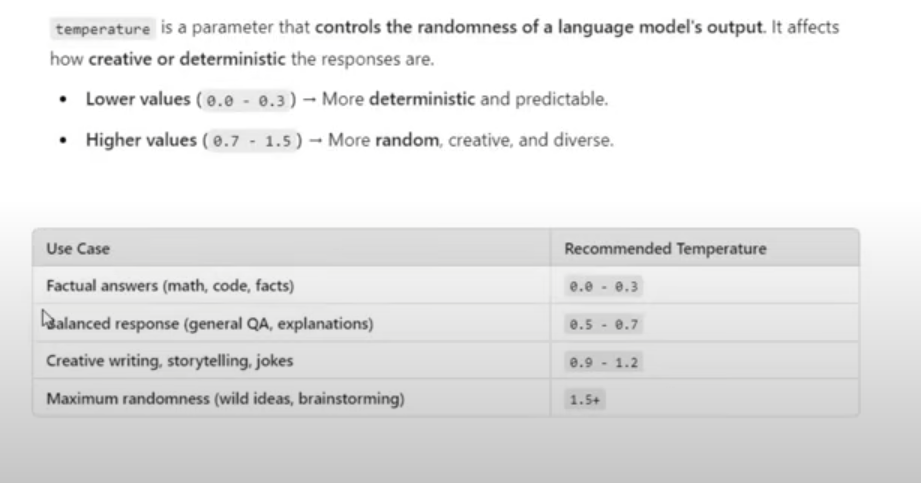 temperature is a parameter that controls the randomness of a language model's output. It affects
how creative or deterministic the responses are.
• Lower values ( 0.0 - 0.3 ) → More deterministic and predictable.
• Higher values ( 0.7 - 1.5 ) → More random, creative, and diverse.
Use Case Recommended Temperature
Factual answers (math, code, facts) 0.0 - 0.3
Balanced response (general QA, explanations) 0.5 - 0.7
Creative writing, storytelling, jokes 0.9 - 1.2
Maximum randomness (wild ideas, brainstorming) 1.5+